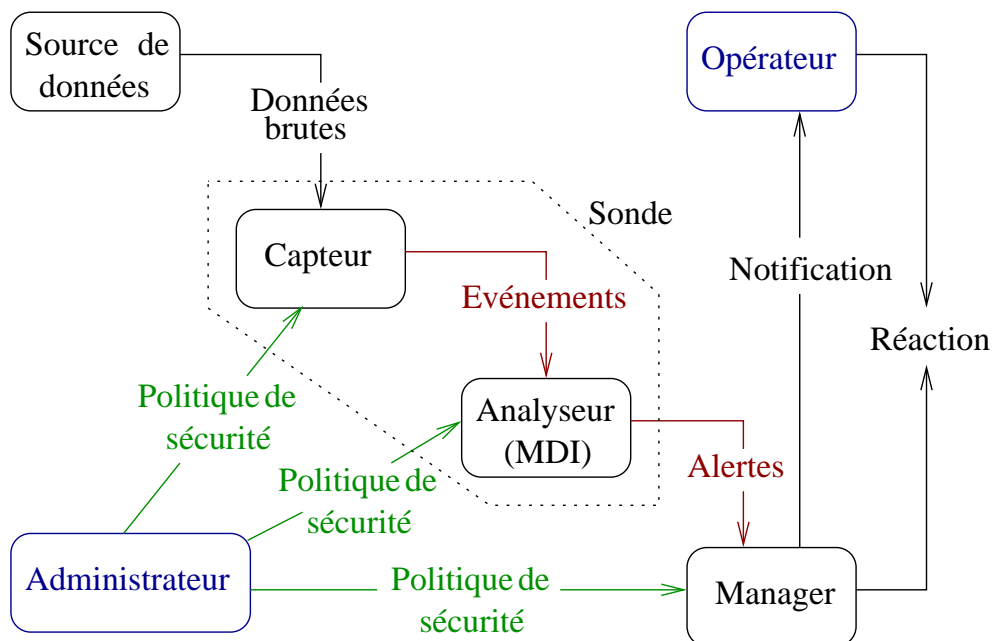 Source de
données
Opérateur
Données
brutes
Sonde
Capteur
Notification
Evénements
Réaction
Politique de
sécurité
Analyseur
(MDI)
Alertes
Politique de
sécurité
Administrateur
Politique de
sécurité
Manager